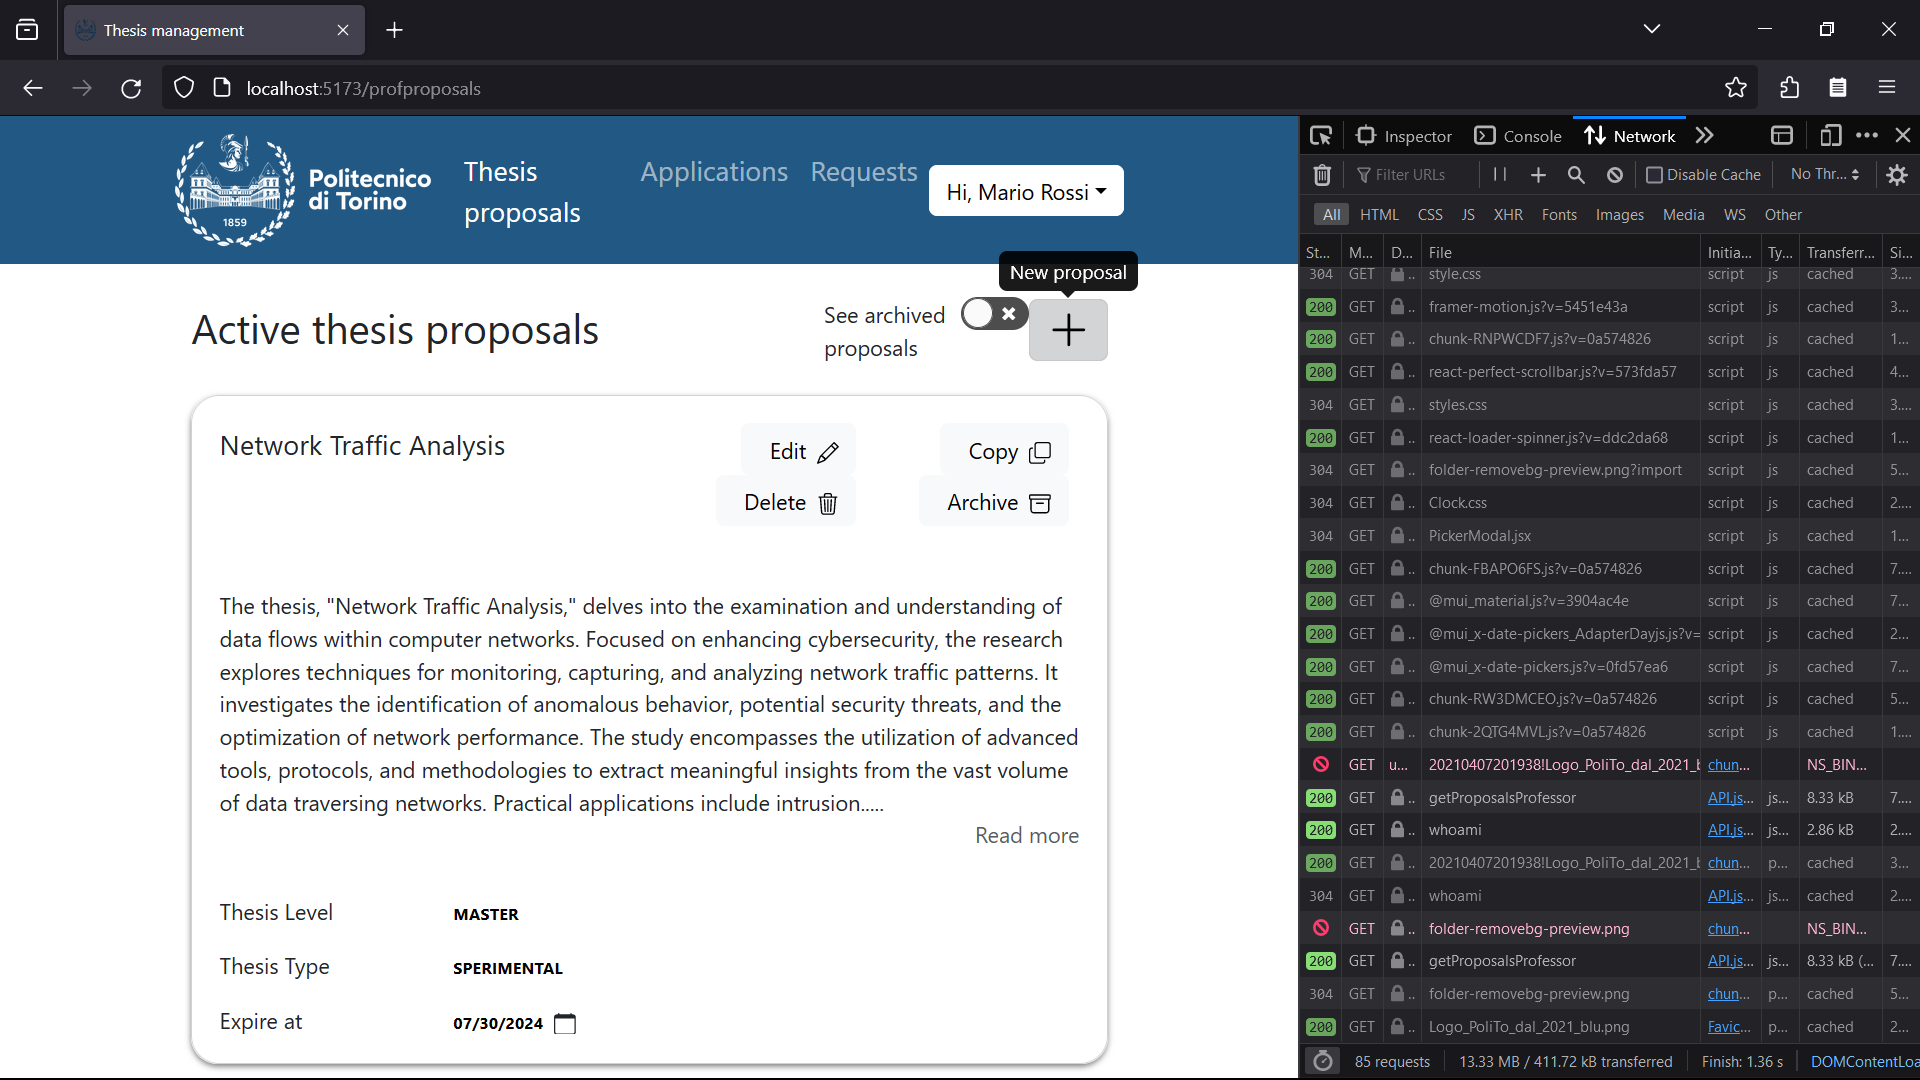 Thesis management
localhost:5173/profproposals
Politecnico
di Torino
1859
Thesis
proposals
Applications
Requests
Hi, Mario Rossi
New proposal
Active thesis proposals
See archived
proposals
Network Traffic Analysis
Edit
Copy
Delete
Archive
The thesis, "Network Traffic Analysis," delves into the examination and understanding of
data flows within computer networks. Focused on enhancing cybersecurity, the research
explores techniques for monitoring, capturing, and analyzing network traffic patterns. It
investigates the identification of anomalous behavior, potential security threats, and the
optimization of network performance. The study encompasses the utilization of advanced
tools, protocols, and methodologies to extract meaningful insights from the vast volume
of data traversing networks. Practical applications include intrusion.....
Read more
Thesis Level MASTER
Thesis Type SPERIMENTAL
Expire at 07/30/2024
Inspector Console Network
Filter URLs Disable Cache No Thr...
All HTML CSS JS XHR Fonts Images Media WS Other
St... M... D... File Initia... Ty... Transferr... Si...
304 GET .. style.css script js cached 3....
200 GET .. framer-motion.js?v=5451e43a script js cached 3...
200 GET .. chunk-RNPWCDF7.js?v=0a574826 script js cached 1...
200 GET .. react-perfect-scrollbar.js?v=573fda57 script js cached 4...
304 GET .. styles.css script js cached 3....
200 GET .. react-loader-spinner.js?v=ddc2da68 script js cached 1...
304 GET .. folder-removebg-preview.png?import script js cached 5...
304 GET .. Clock.css script js cached 2....
304 GET .. PickerModal.jsx script js cached 1...
200 GET .. chunk-FBAPO6FS.js?v=0a574826 script js cached 7....
200 GET .. @mui_material.js?v=3904ac4e script js cached 7...
200 GET .. @mui_x-date-pickers_AdapterDayjs.js?v= script js cached 2...
200 GET .. @mui_x-date-pickers.js?v=0fd57ea6 script js cached 7...
200 GET .. chunk-RW3DMCEO.js?v=0a574826 script js cached 5...
200 GET .. chunk-2QTG4MVL.js?v=0a574826 script js cached 1....
GET u... 20210407201938!Logo_PoliTo_dal_2021_b chun... NS_BIN...
200 GET .. getProposalsProfessor API.js... js... 8.33 kB 7....
200 GET .. whoami API.js... js... 2.86 kB 2....
200 GET .. 20210407201938!Logo_PoliTo_dal_2021_b chun... p... cached 3...
304 GET .. whoami API.js... js... cached 2....
GET .. folder-removebg-preview.png chun... NS_BIN...
200 GET .. getProposalsProfessor API.js... js... 8.33 kB (... 7....
304 GET .. folder-removebg-preview.png chun... p... cached 5...
200 GET .. Logo_PoliTo_dal_2021_blu.png Favic... p... cached 2...
85 requests 13.33 MB / 411.72 kB transferred Finish: 1.36 s DOMContentLoa